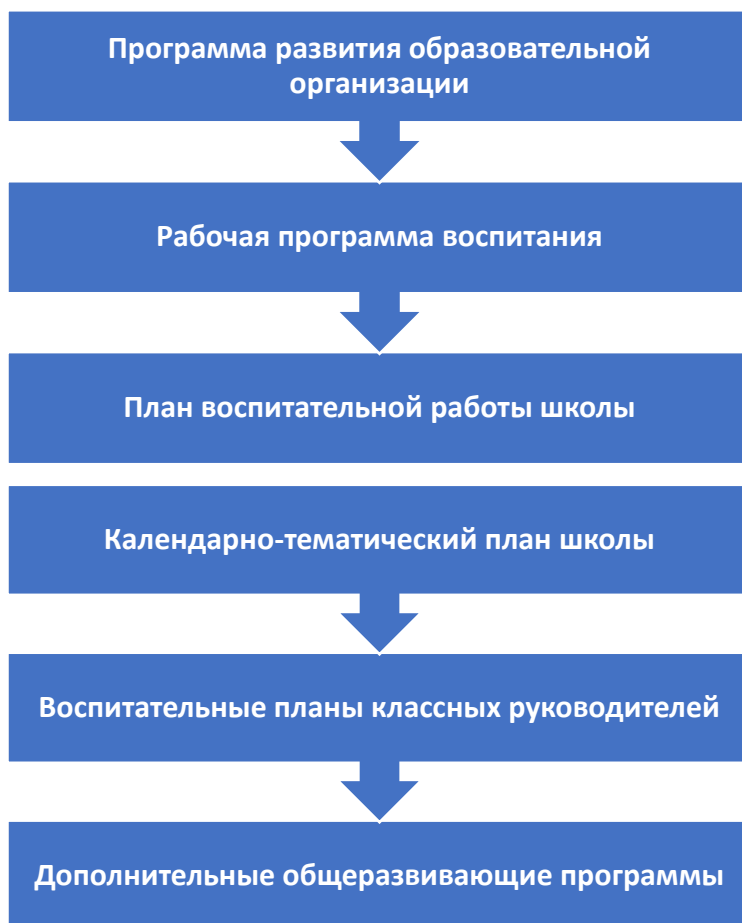 Программа развития образовательной
организации
Рабочая программа воспитания
План воспитательной работы школы
Календарно-тематический план школы
Воспитательные планы классных руководителей
Дополнительные общеразвивающие программы